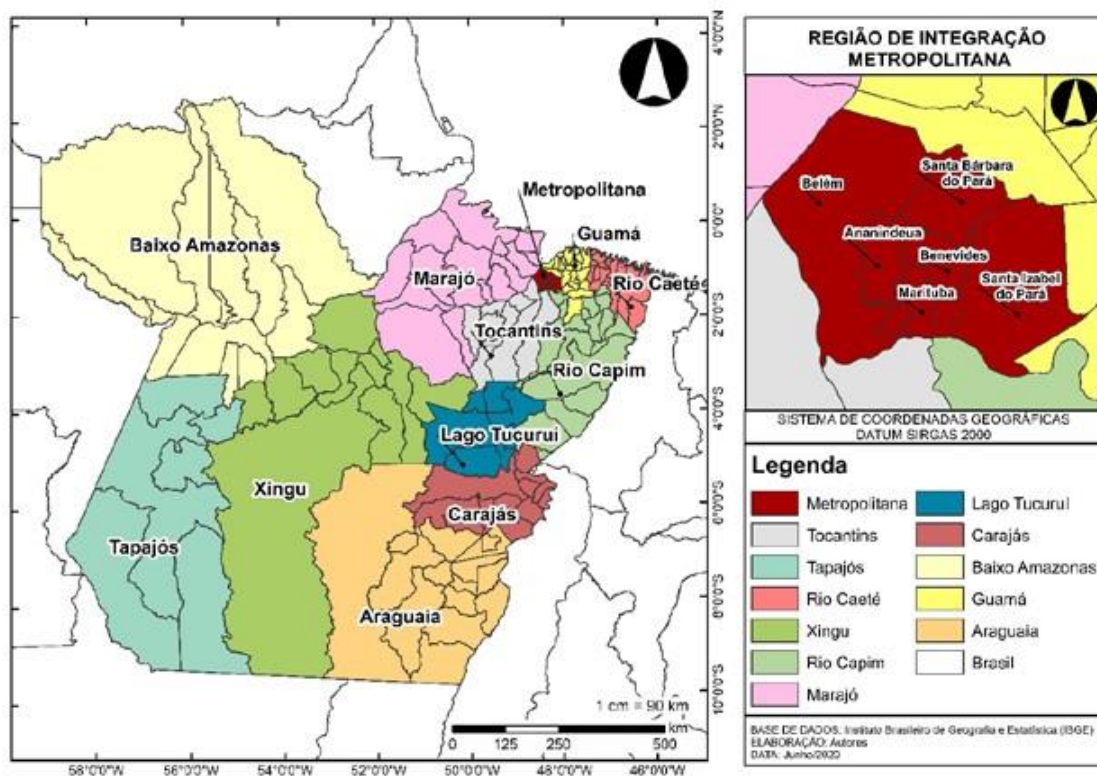 Metropolitana
Guamá
Baixo Amazonas
Marajó
Rio Caeté
Tocantins
Rio Capim
Lago Tucuruí
Xingu
Carajás
Tapajós
Araguaia
4°0'0"N
2°0'0"N
0°0'0"
2°0'0"S
4°0'0"S
6°0'0"S
8°0'0"S
10°0'0"S
1 cm = 90 km
km
0 125 250 500
58°0'0"W 56°0'0"W 54°0'0"W 52°0'0"W 50°0'0"W 48°0'0"W 46°0'0"W
REGIÃO DE INTEGRAÇÃO
METROPOLITANA
Santa Bárbara
do Pará
Belém
Ananindeua
Benevides
Santa Izabel
do Pará
Marituba
SISTEMA DE COORDENADAS GEOGRÁFICAS
DATUM SIRGAS 2000
Legenda
Metropolitana
Lago Tucuruí
Tocantins
Carajás
Tapajós
Baixo Amazonas
Rio Caeté
Guamá
Xingu
Araguaia
Rio Capim
Brasil
Marajó
BASE DE DADOS: Instituto Brasileiro de Geografia e Estatística (IBGE)
ELABORAÇÃO: Autores
DATA: Junho/2020